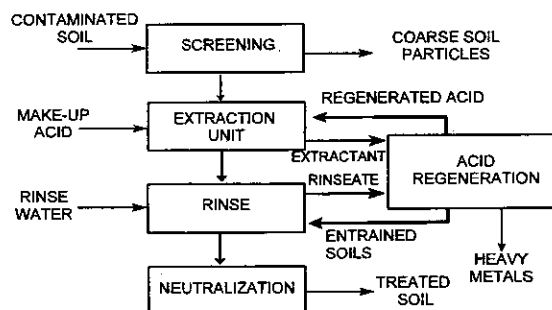 CONTAMINATED
SOIL
SCREENING
COARSE SOIL
PARTICLES
REGENERATED ACID
MAKE-UP
ACID
EXTRACTION
UNIT
EXTRACTANT
ACID
REGENERATION
RINSEATE
RINSE
WATER
RINSE
ENTRAINED
SOILS
HEAVY
METALS
NEUTRALIZATION
TREATED
SOIL